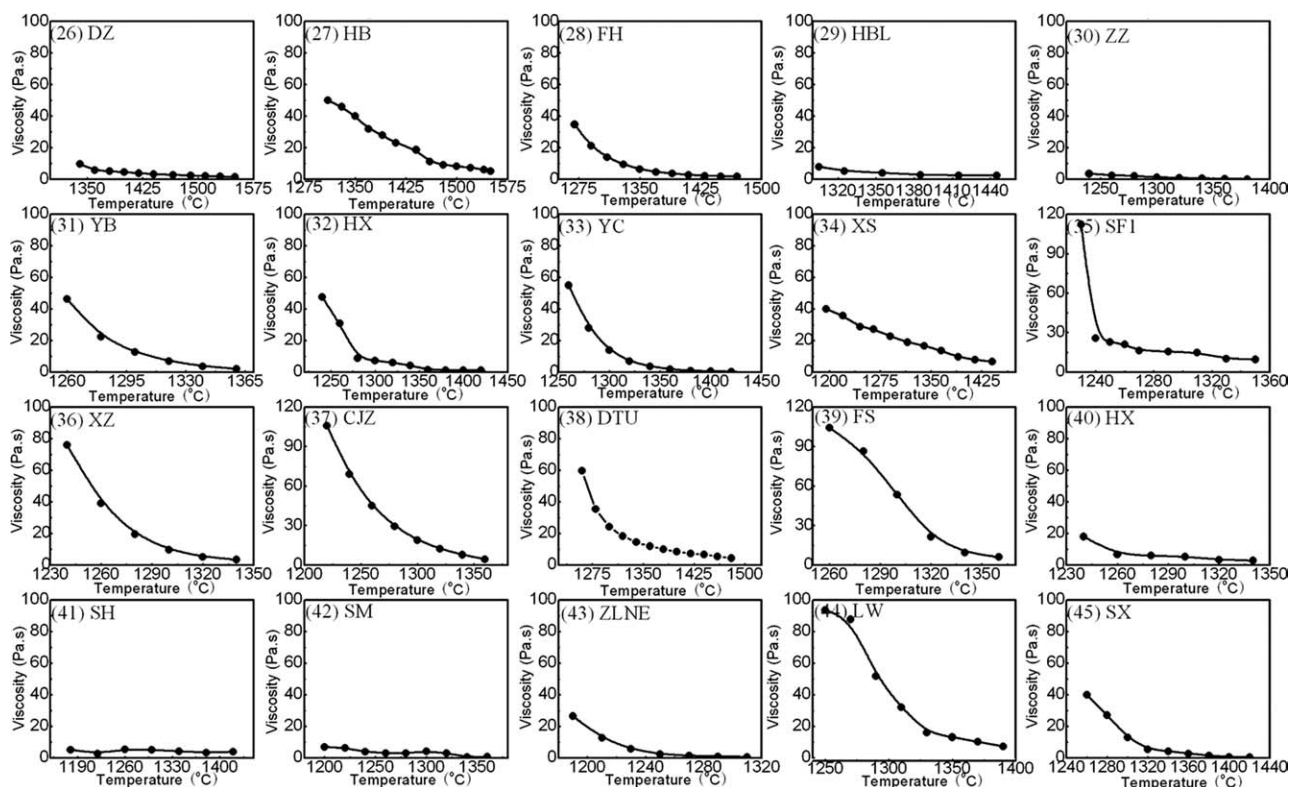 (26) DZ
Viscosity (Pa.s)
100
80
60
40
20
0
1350 1425 1500 1575
Temperature (°C)
(27) HB
Viscosity (Pa.s)
100
80
60
40
20
0
1275 1350 1425 1500 1575
Temperature (°C)
(28) FH
Viscosity (Pa.s)
100
80
60
40
20
0
1275 1350 1425 1500
Temperature (°C)
(29) HBL
Viscosity (Pa.s)
100
80
60
40
20
0
1320 1350 1380 1410 1440
Temperature (°C)
(30) ZZ
Viscosity (Pa.s)
100
80
60
40
20
0
1250 1300 1350 1400
Temperature (°C)
(31) YB
Viscosity (Pa.s)
100
80
60
40
20
0
1260 1295 1330 1365
Temperature (°C)
(32) HX
Viscosity (Pa.s)
100
80
60
40
20
0
1250 1300 1350 1400 1450
Temperature (°C)
(33) YC
Viscosity (Pa.s)
100
80
60
40
20
0
1250 1300 1350 1400 1450
Temperature (°C)
(34) XS
Viscosity (Pa.s)
100
80
60
40
20
0
1200 1275 1350 1425
Temperature (°C)
(35) SF1
Viscosity (Pa.s)
120
90
60
30
0
1240 1280 1320 1360
Temperature (°C)
(36) XZ
Viscosity (Pa.s)
100
80
60
40
20
0
1230 1260 1290 1320 1350
Temperature (°C)
(37) CJZ
Viscosity (Pa.s)
120
90
60
30
0
1200 1240 1280 1320 1360
Temperature (°C)
(38) DTU
Viscosity (Pa.s)
100
80
60
40
20
0
1275 1350 1425 1500
Temperature (°C)
(39) FS
Viscosity (Pa.s)
120
90
60
30
0
1260 1290 1320 1350
Temperature (°C)
(40) HX
Viscosity (Pa.s)
100
80
60
40
20
0
1230 1260 1290 1320 1350
Temperature (°C)
(41) SH
Viscosity (Pa.s)
100
80
60
40
20
0
1190 1260 1330 1400
Temperature (°C)
(42) SM
Viscosity (Pa.s)
100
80
60
40
20
0
1200 1250 1300 1350
Temperature (°C)
(43) ZLNE
Viscosity (Pa.s)
100
80
60
40
20
0
1200 1240 1280 1320
Temperature (°C)
(44) LW
Viscosity (Pa.s)
100
80
60
40
20
0
1250 1300 1350 1400
Temperature (°C)
(45) SX
Viscosity (Pa.s)
100
80
60
40
20
0
1240 1280 1320 1360 1400 1440
Temperature (°C)